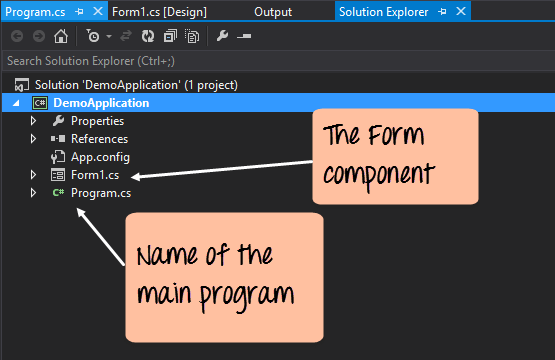 Program.cs Form1.cs [Design] Output Solution Explorer
Search Solution Explorer (Ctrl+;)
Solution 'DemoApplication' (1 project)
C# DemoApplication
Properties
References
App.config
Form1.cs
C# Program.cs
The Form
component
Name of the
main program